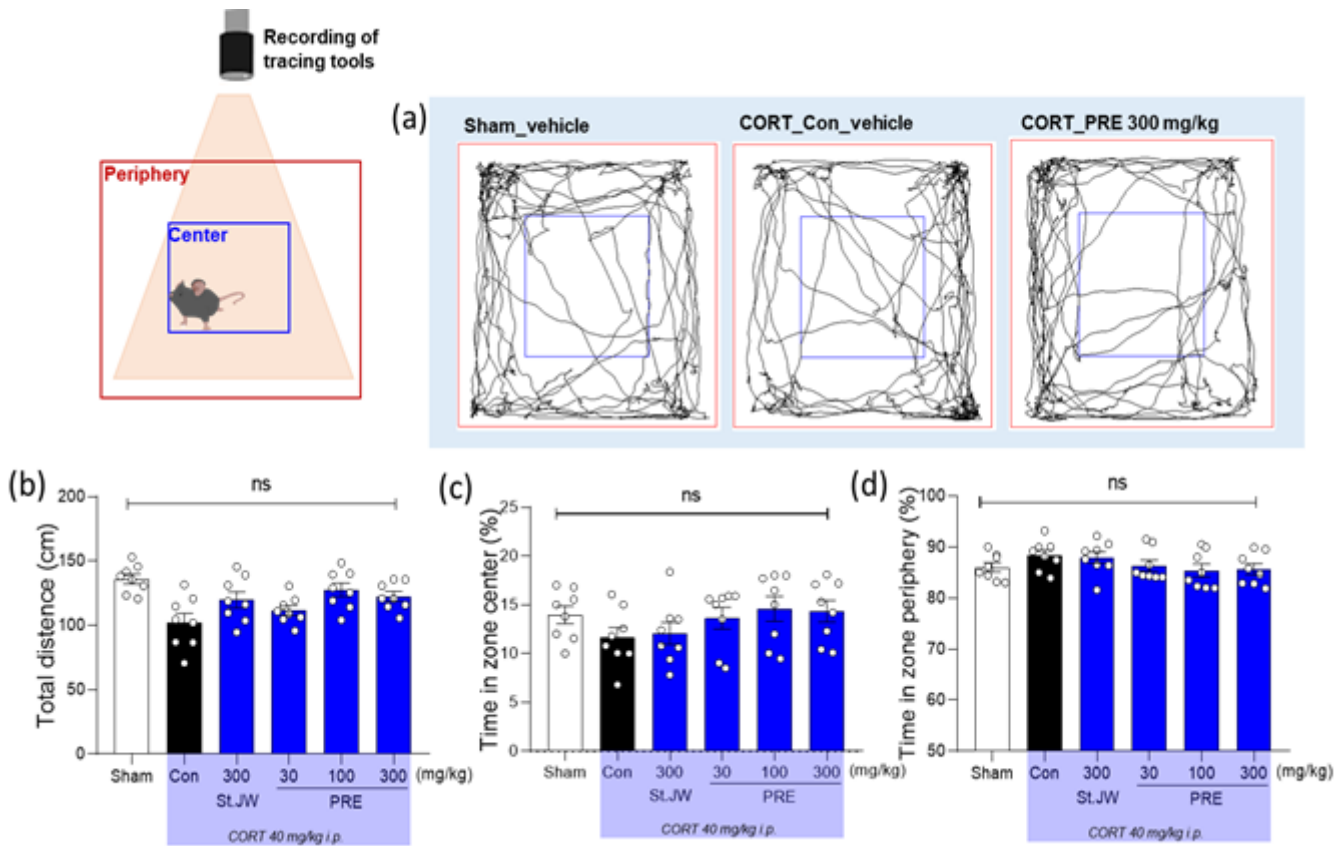 Recording of
tracing tools
(a)
Sham_vehicle
CORT_Con_vehicle
CORT_PRE 300 mg/kg
Periphery
Center
(b)
ns
Total distence (cm)
200
150
100
50
0
Sham
Con
300
30
100
300
(mg/kg)
St.JW
PRE
CORT 40 mg/kg i.p.
(c)
ns
Time in zone center (%)
25
20
15
10
5
0
Sham
Con
300
30
100
300
(mg/kg)
St.JW
PRE
CORT 40 mg/kg i.p.
(d)
ns
Time in zone periphery (%)
100
90
80
70
60
50
Sham
Con
300
30
100
300
(mg/kg)
St.JW
PRE
CORT 40 mg/kg i.p.